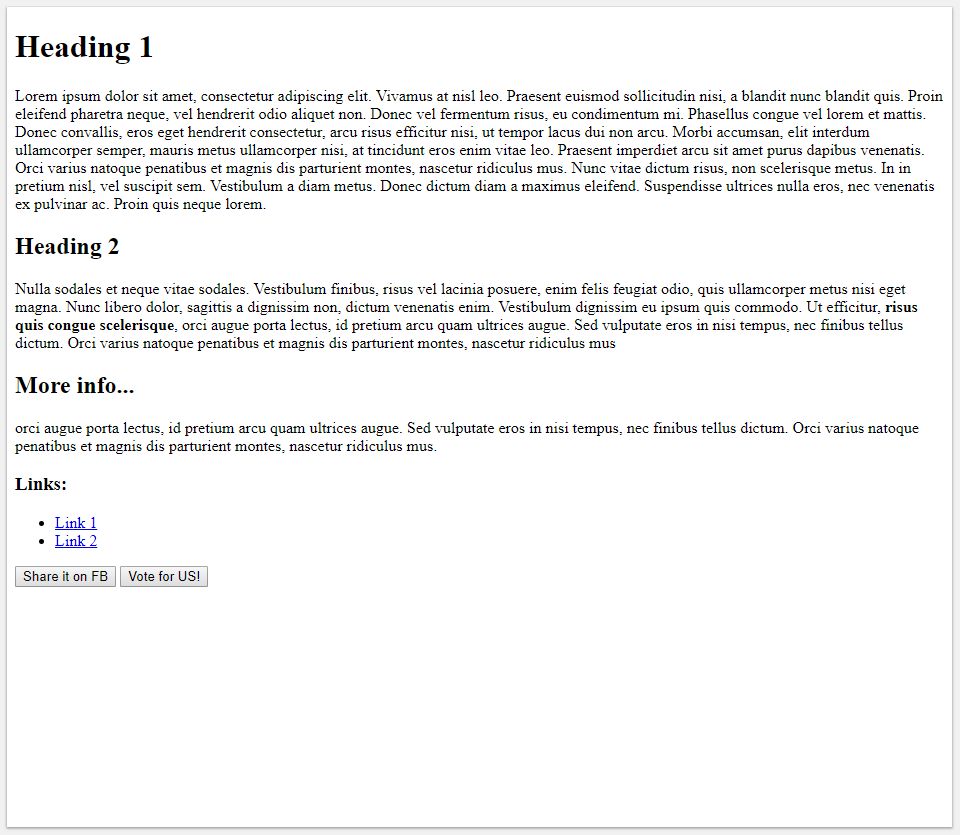 Heading 1
Lorem ipsum dolor sit amet, consectetur adipiscing elit. Vivamus at nisl leo. Praesent euismod sollicitudin nisi, a blandit nunc blandit quis. Proin
eleifend pharetra neque, vel hendrerit odio aliquet non. Donec vel fermentum risus, eu condimentum mi. Phasellus congue vel lorem et mattis.
Donec convallis, eros eget hendrerit consectetur, arcu risus efficitur nisi, ut tempor lacus dui non arcu. Morbi accumsan, elit interdum
ullamcorper semper, mauris metus ullamcorper nisi, at tincidunt eros enim vitae leo. Praesent imperdiet arcu sit amet purus dapibus venenatis.
Orci varius natoque penatibus et magnis dis parturient montes, nascetur ridiculus mus. Nunc vitae dictum risus, non scelerisque metus. In in
pretium nisl, vel suscipit sem. Vestibulum a diam metus. Donec dictum diam a maximus eleifend. Suspendisse ultrices nulla eros, nec venenatis
ex pulvinar ac. Proin quis neque lorem.
Heading 2
Nulla sodales et neque vitae sodales. Vestibulum finibus, risus vel lacinia posuere, enim felis feugiat odio, quis ullamcorper metus nisi eget
magna. Nunc libero dolor, sagittis a dignissim non, dictum venenatis enim. Vestibulum dignissim eu ipsum quis commodo. Ut efficitur, risus
quis congue scelerisque, orci augue porta lectus, id pretium arcu quam ultrices augue. Sed vulputate eros in nisi tempus, nec finibus tellus
dictum. Orci varius natoque penatibus et magnis dis parturient montes, nascetur ridiculus mus
More info...
orci augue porta lectus, id pretium arcu quam ultrices augue. Sed vulputate eros in nisi tempus, nec finibus tellus dictum. Orci varius natoque
penatibus et magnis dis parturient montes, nascetur ridiculus mus.
Links:
• Link 1
• Link 2
Share it on FB Vote for US!